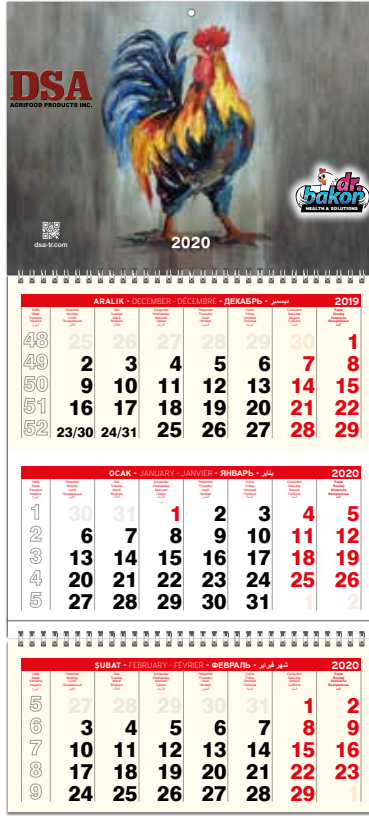 DSA
AGRIFOOD PRODUCTS INC.
dr.
bakon
HEALTH & SOLUTIONS
dsa-tr.com
2020
ARALIK - DECEMBER - DÉCEMBRE - ДЕКАБРЬ - ديسمبر 2019
48 25 26 27 28 29 30 1
49 2 3 4 5 6 7 8
50 9 10 11 12 13 14 15
51 16 17 18 19 20 21 22
52 23/30 24/31 25 26 27 28 29
OCAK - JANUARY - JANVIER - ЯНВАРЬ - يناير 2020
1 30 31 1 2 3 4 5
2 6 7 8 9 10 11 12
3 13 14 15 16 17 18 19
4 20 21 22 23 24 25 26
5 27 28 29 30 31 1 2
ŞUBAT - FEBRUARY - FÉVRIER - ФЕВРАЛЬ - شهر فبراير 2020
5 27 28 29 30 31 1 2
6 3 4 5 6 7 8 9
7 10 11 12 13 14 15 16
8 17 18 19 20 21 22 23
9 24 25 26 27 28 29 1